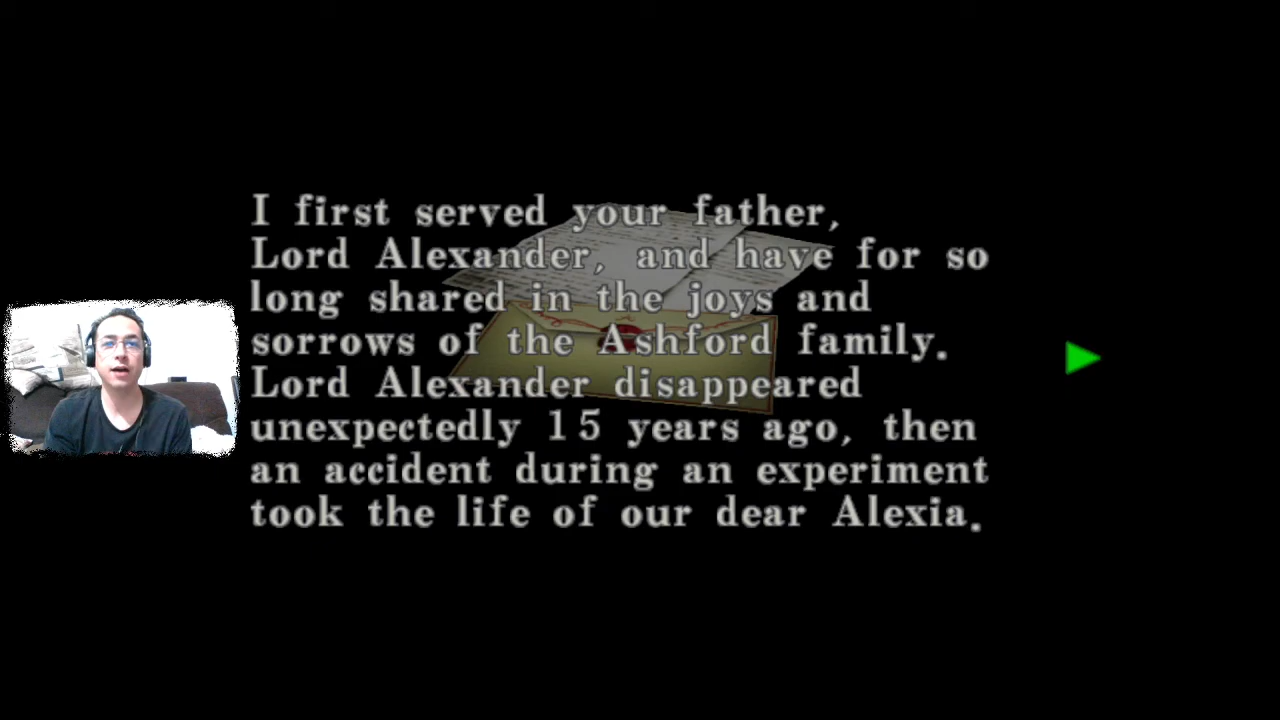 I first served your father,
Lord Alexander, and have for so
long shared in the joys and
sorrows of the Ashford family.
Lord Alexander disappeared
unexpectedly 15 years ago, then
an accident during an experiment
took the life of our dear Alexia.